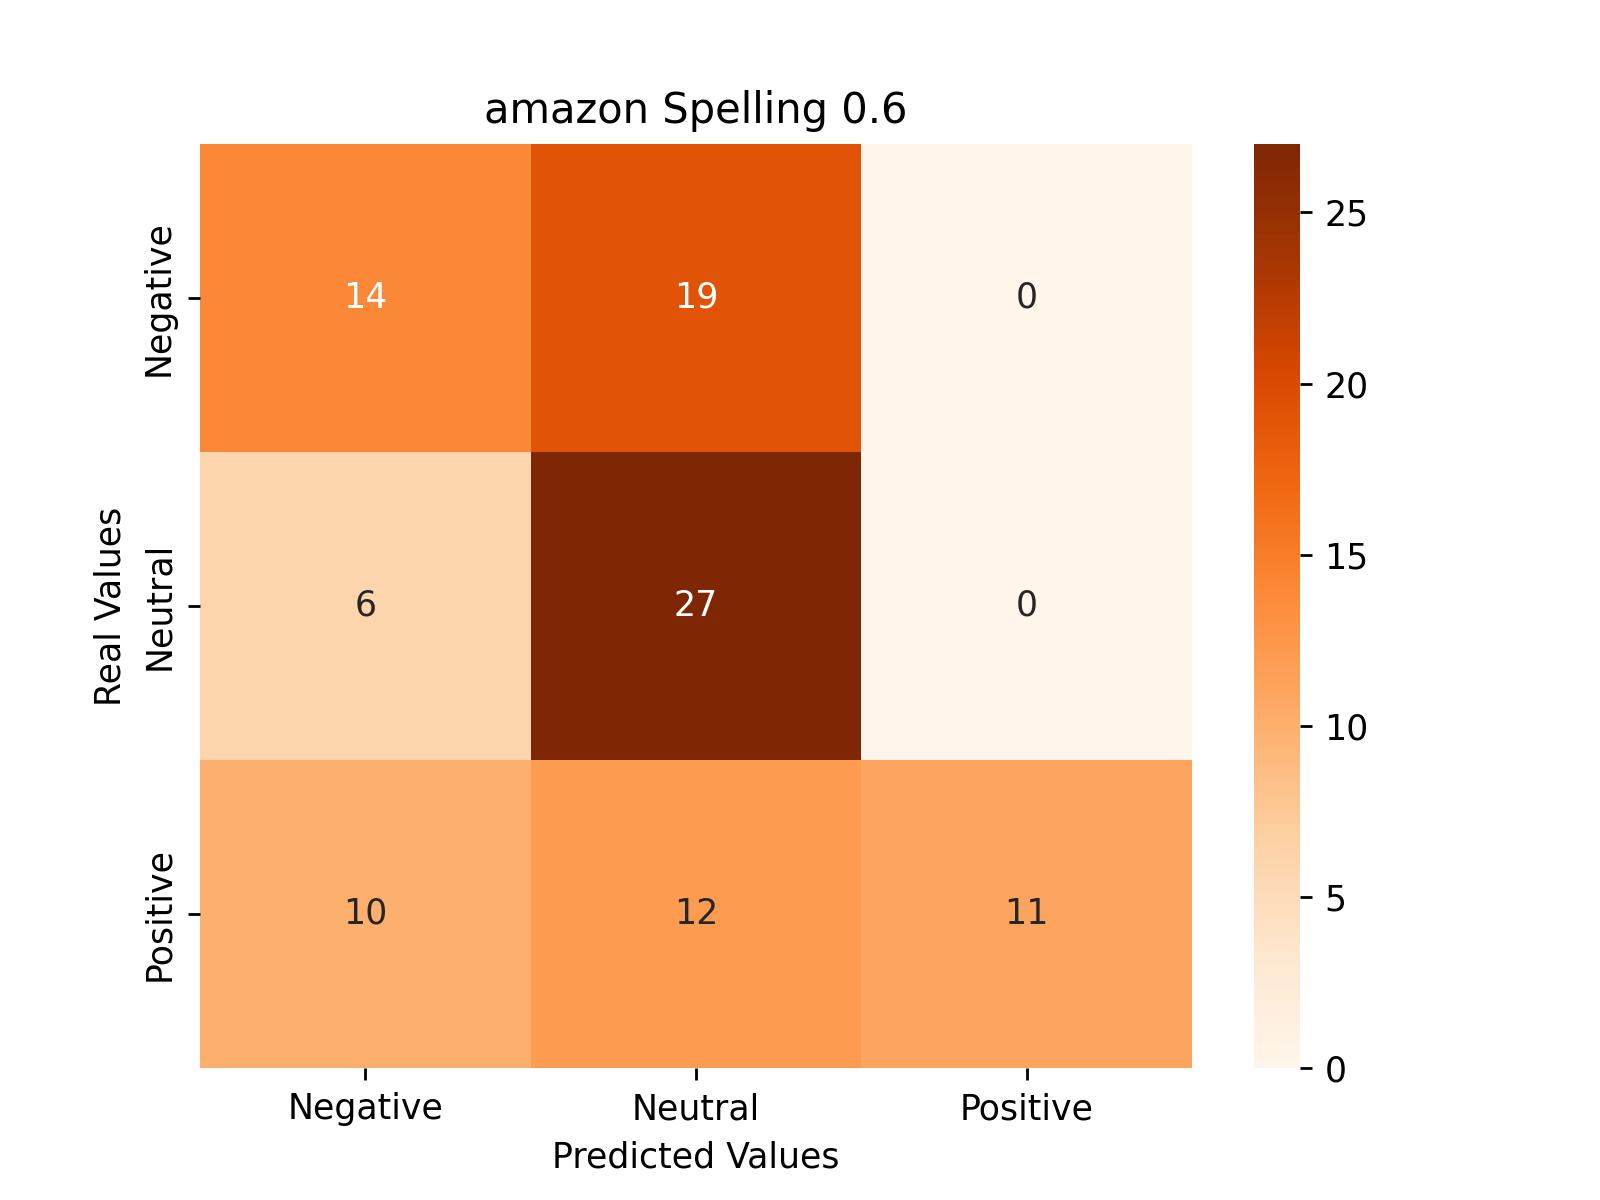 amazon Spelling 0.6
Real Values
Negative
14
19
0
Neutral
6
27
0
Positive
10
12
11
Negative
Neutral
Positive
Predicted Values
25
20
15
10
5
0